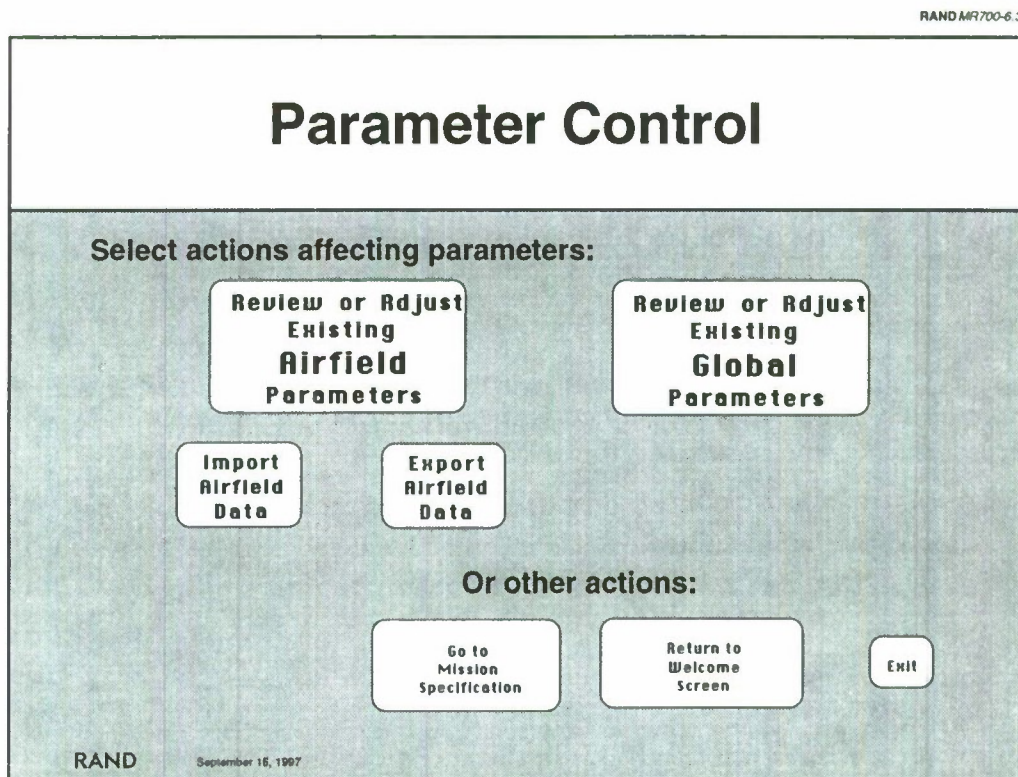 RAND MR700-6.3
Parameter Control
Select actions affecting parameters:
Review or Adjust
Existing
Airfield
Parameters
Review or Adjust
Existing
Global
Parameters
Import
Airfield
Data
Export
Airfield
Data
Or other actions:
Go to
Mission
Specification
Return to
Welcome
Screen
Exit
RAND
September 15, 1997